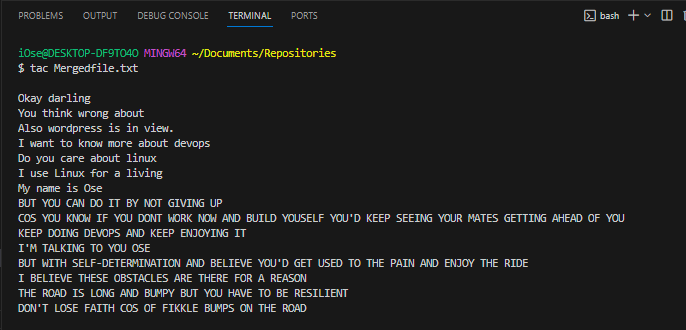 PROBLEMS OUTPUT DEBUG CONSOLE TERMINAL PORTS bash
iOse@DESKTOP-DF9TO4O MINGW64 ~/Documents/Repositories
$ tac Mergedfile.txt
Okay darling
You think wrong about
Also wordpress is in view.
I want to know more about devops
Do you care about linux
I use Linux for a living
My name is Ose
BUT YOU CAN DO IT BY NOT GIVING UP
COS YOU KNOW IF YOU DONT WORK NOW AND BUILD YOUSELF YOU'D KEEP SEEING YOUR MATES GETTING AHEAD OF YOU
KEEP DOING DEVOPS AND KEEP ENJOYING IT
I'M TALKING TO YOU OSE
BUT WITH SELF-DETERMINATION AND BELIEVE YOU'D GET USED TO THE PAIN AND ENJOY THE RIDE
I BELIEVE THESE OBSTACLES ARE THERE FOR A REASON
THE ROAD IS LONG AND BUMPY BUT YOU HAVE TO BE RESILIENT
DON'T LOSE FAITH COS OF FIKKLE BUMPS ON THE ROAD